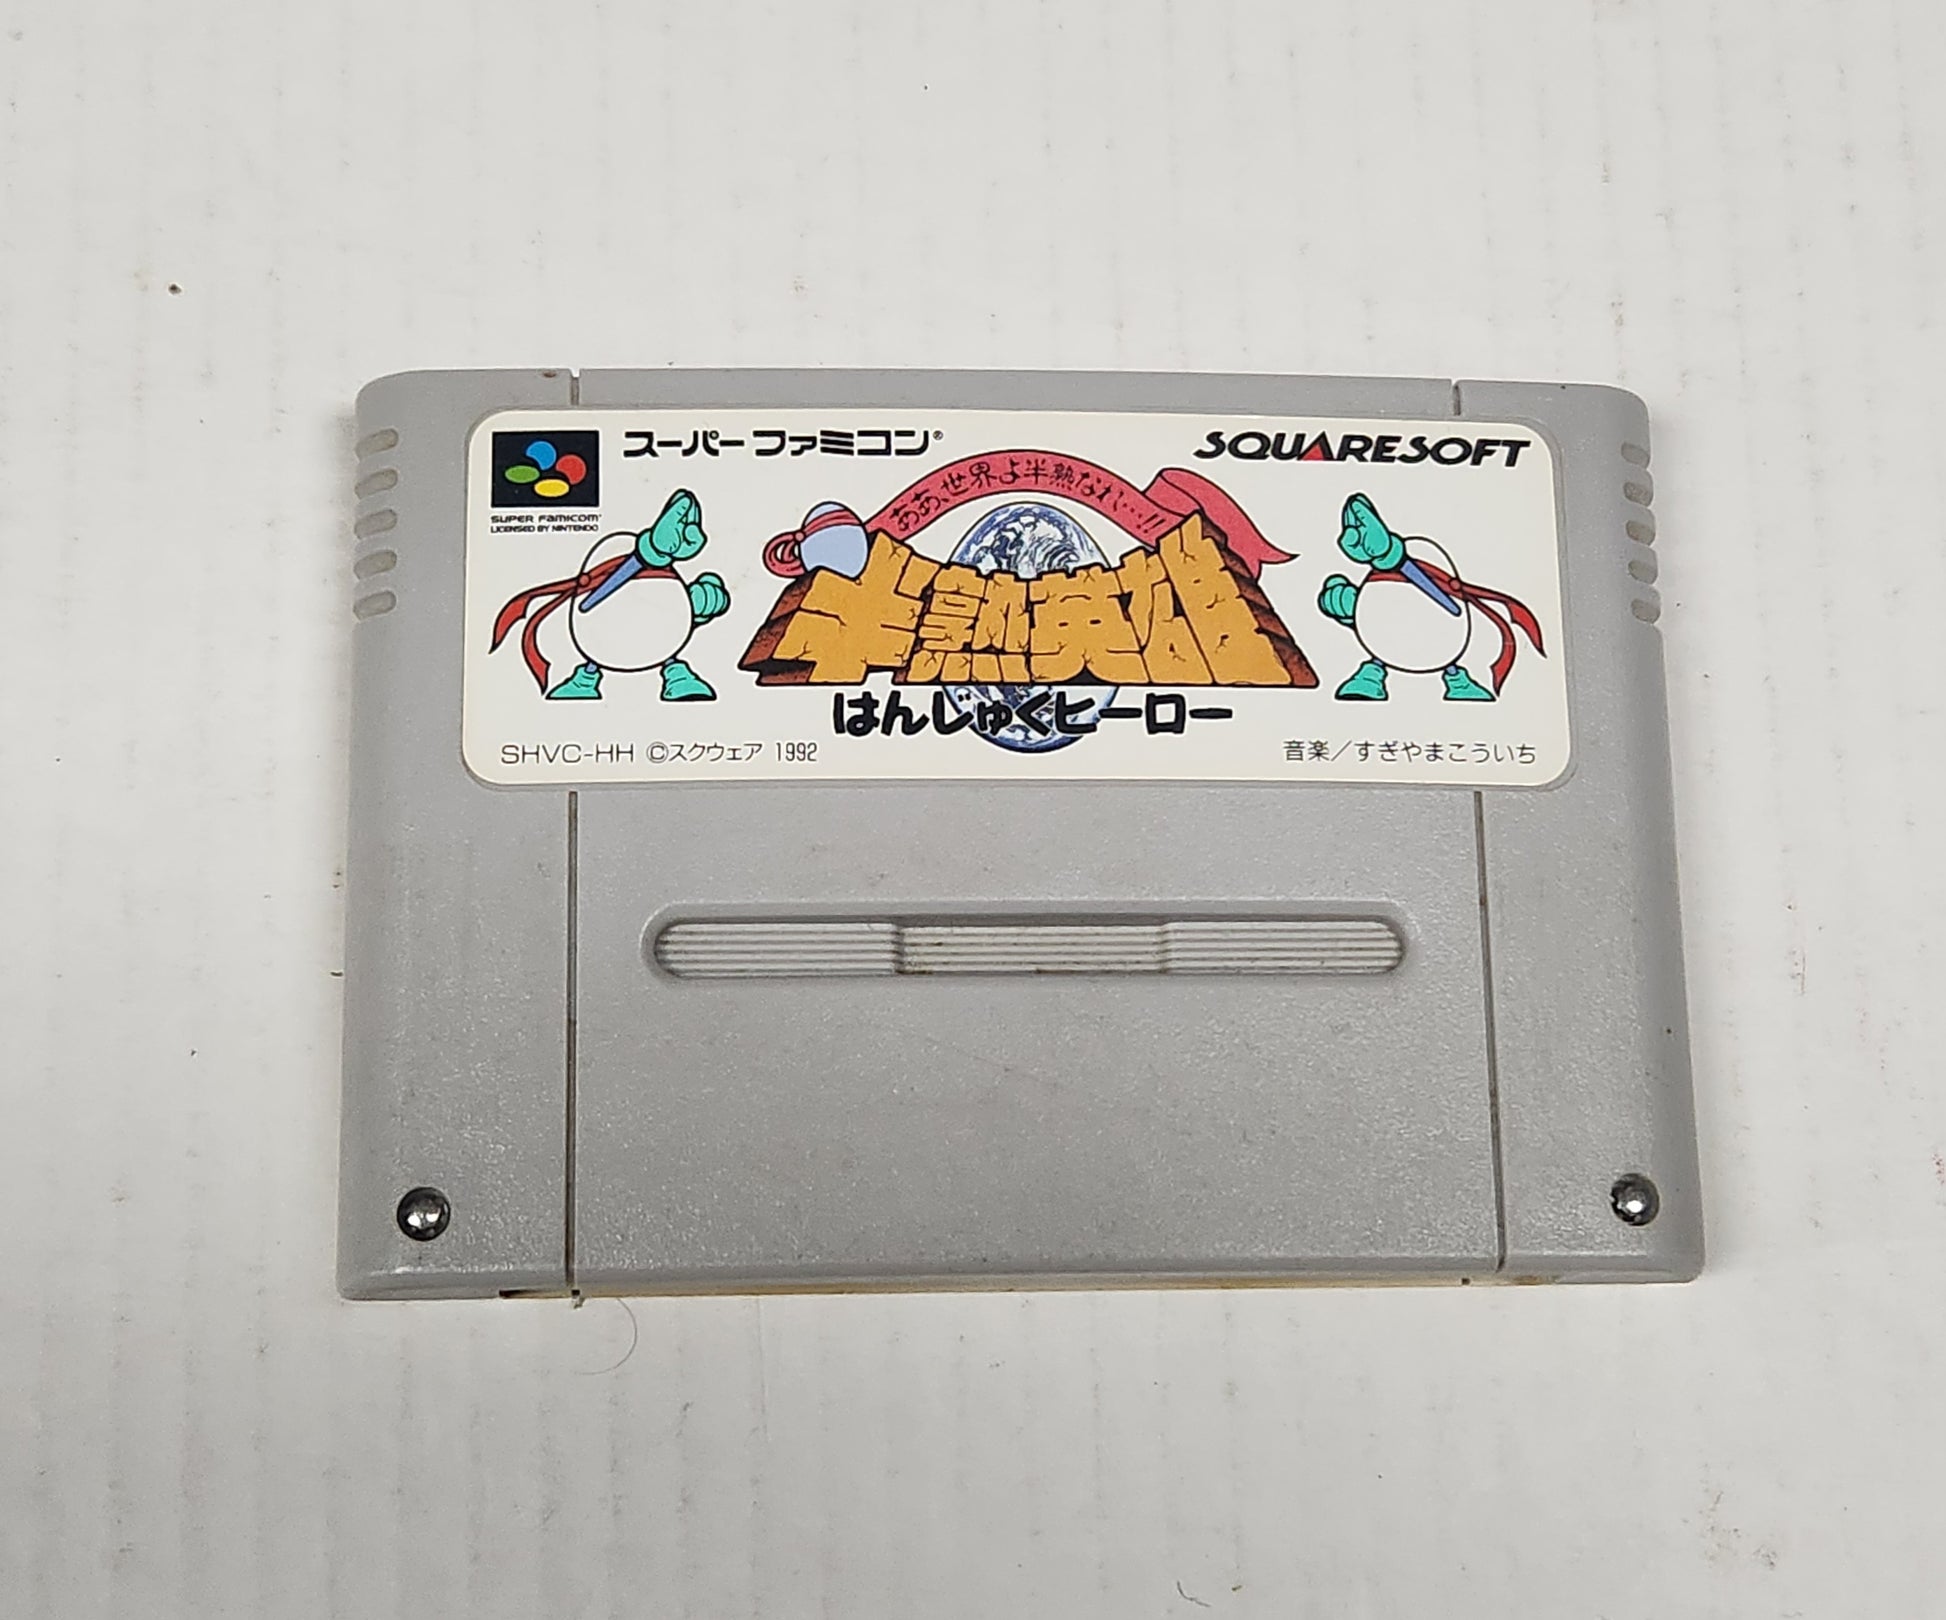 スーパーファミコン®
SQUARESOFT
SUPER FAMICOM
LICENSED BY NINTENDO
ああ、世界よ半熟なれ…!!
半熟英雄
はんじゅくヒーロー
SHVC-HH ©スクウェア 1992
音楽／すぎやまこういち